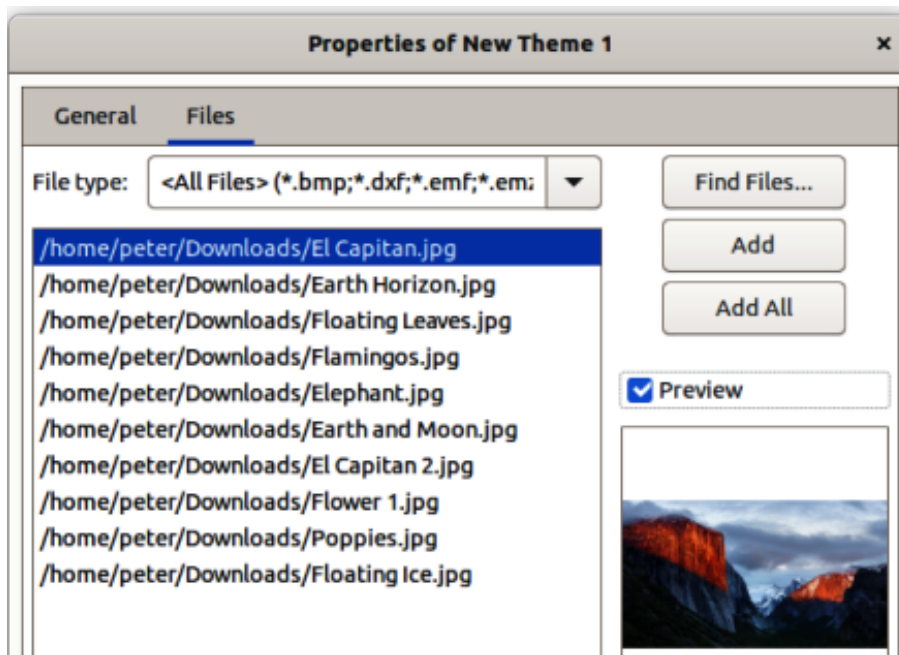 Properties of New Theme 1
General Files
File type: <All Files> (*.bmp;*.dxf;*.emf;*.emz Find Files...
Add
Add All
/home/peter/Downloads/El Capitan.jpg
/home/peter/Downloads/Earth Horizon.jpg
/home/peter/Downloads/Floating Leaves.jpg
/home/peter/Downloads/Flamingos.jpg
/home/peter/Downloads/Elephant.jpg
/home/peter/Downloads/Earth and Moon.jpg
/home/peter/Downloads/El Capitan 2.jpg
/home/peter/Downloads/Flower 1.jpg
/home/peter/Downloads/Poppies.jpg
/home/peter/Downloads/Floating Ice.jpg
Preview